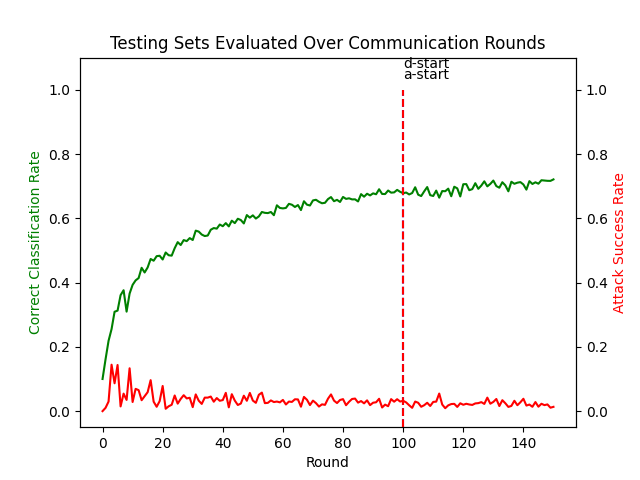 Testing Sets Evaluated Over Communication Rounds
d-start
a-start
1.0
0.8
0.6
0.4
0.2
0.0
Correct Classification Rate
1.0
0.8
0.6
0.4
0.2
0.0
Attack Success Rate
0 20 40 60 80 100 120 140
Round